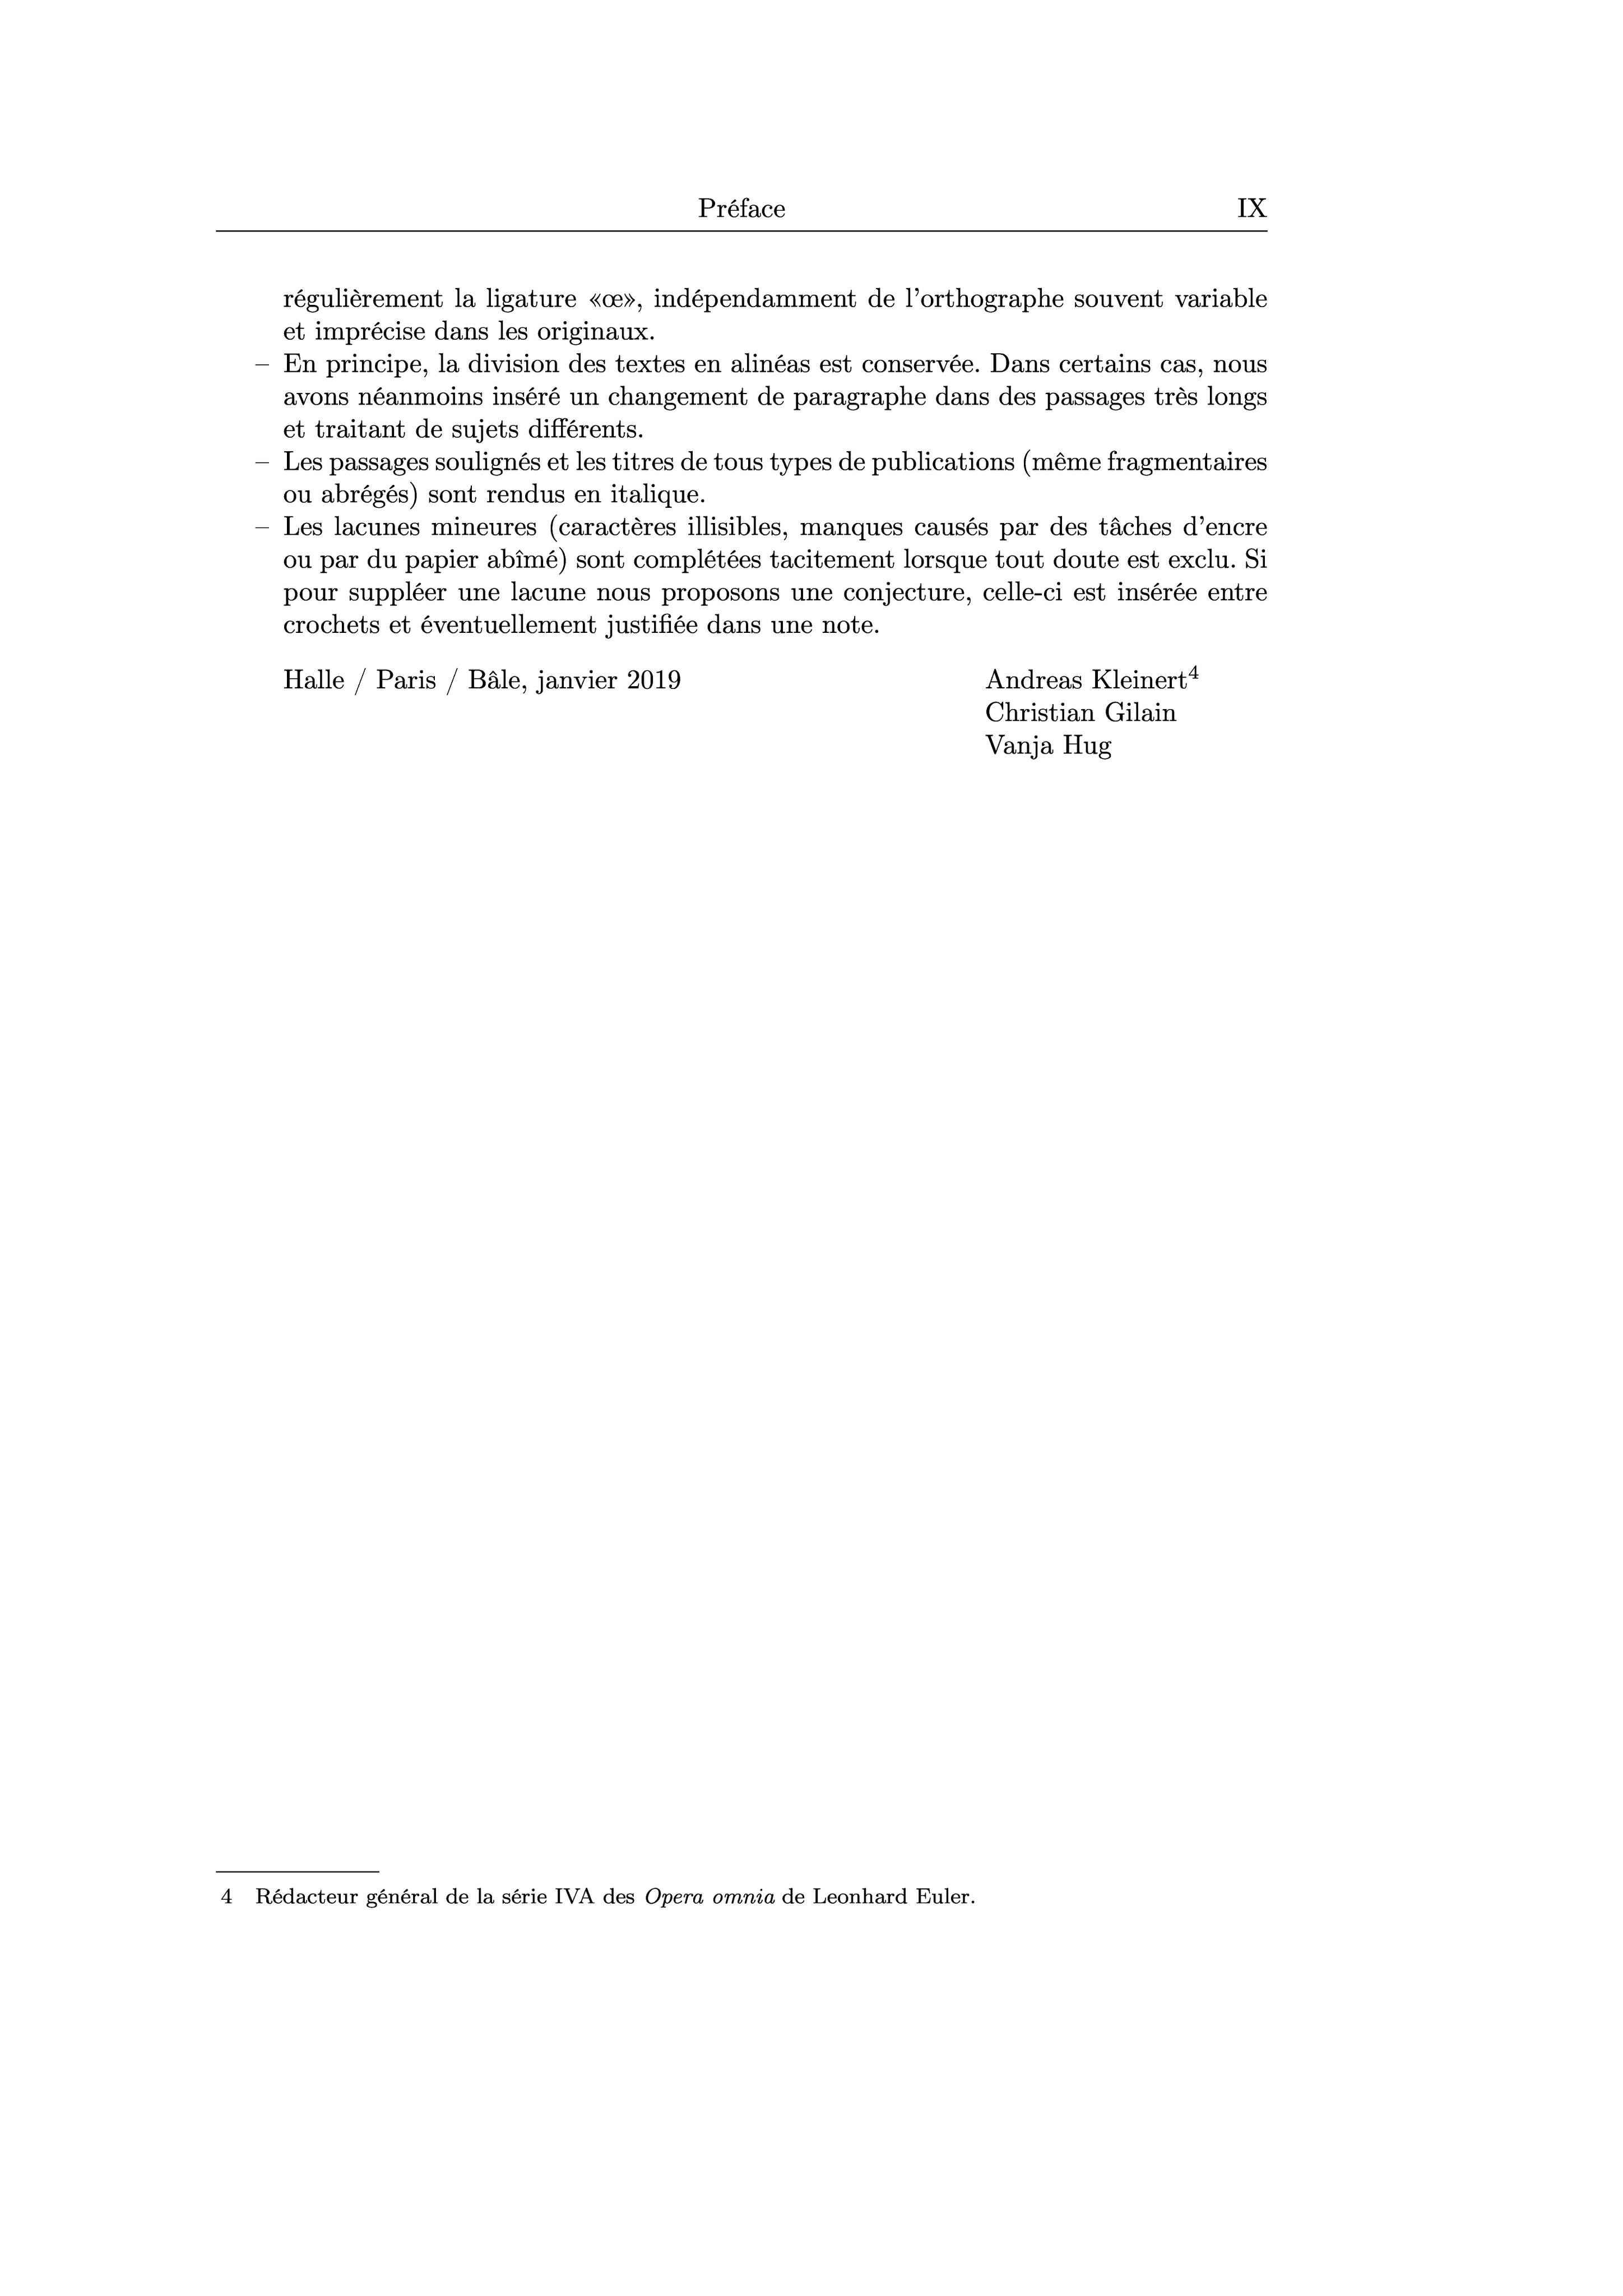 Préface IX
régulièrement la ligature «œ», indépendamment de l'orthographe souvent variable
et imprécise dans les originaux.
– En principe, la division des textes en alinéas est conservée. Dans certains cas, nous
avons néanmoins inséré un changement de paragraphe dans des passages très longs
et traitant de sujets différents.
– Les passages soulignés et les titres de tous types de publications (même fragmentaires
ou abrégés) sont rendus en italique.
– Les lacunes mineures (caractères illisibles, manques causés par des tâches d'encre
ou par du papier abîmé) sont complétées tacitement lorsque tout doute est exclu. Si
pour suppléer une lacune nous proposons une conjecture, celle-ci est insérée entre
crochets et éventuellement justifiée dans une note.
Halle / Paris / Bâle, janvier 2019 Andreas Kleinert⁴
Christian Gilain
Vanja Hug
4 Rédacteur général de la série IVA des Opera omnia de Leonhard Euler.